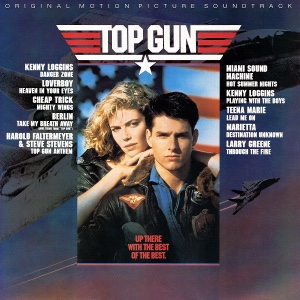 ORIGINAL MOTION PICTURE SOUNDTRACK
TOP GUN
KENNY LOGGINS
DANGER ZONE
LOVERBOY
HEAVEN IN YOUR EYES
CHEAP TRICK
MIGHTY WINGS
BERLIN
TAKE MY BREATH AWAY
HAROLD FALTERMEYER
& STEVE STEVENS
TOP GUN ANTHEM
MIAMI SOUND
MACHINE
HOT SUMMER NIGHTS
KENNY LOGGINS
PLAYING WITH THE BOYS
TEENA MARIE
LEAD ME ON
MARIETTA
DESTINATION UNKNOWN
LARRY GREENE
THROUGH THE FIRE
UP THERE
WITH THE BEST
OF THE BEST.